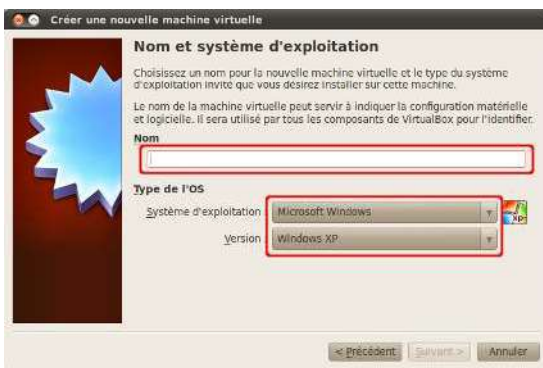 Créer une nouvelle machine virtuelle
Nom et système d'exploitation
Choisissez un nom pour la nouvelle machine virtuelle et le type du système
d'exploitation invité que vous désirez installer sur cette machine.
Le nom de la machine virtuelle peut servir à indiquer la configuration matérielle
et logicielle. Il sera utilisé par tous les composants de VirtualBox pour l'identifier.
Nom
Type de l'OS
Système d'exploitation Microsoft Windows
Version Windows XP
< Précédent Suivant > Annuler